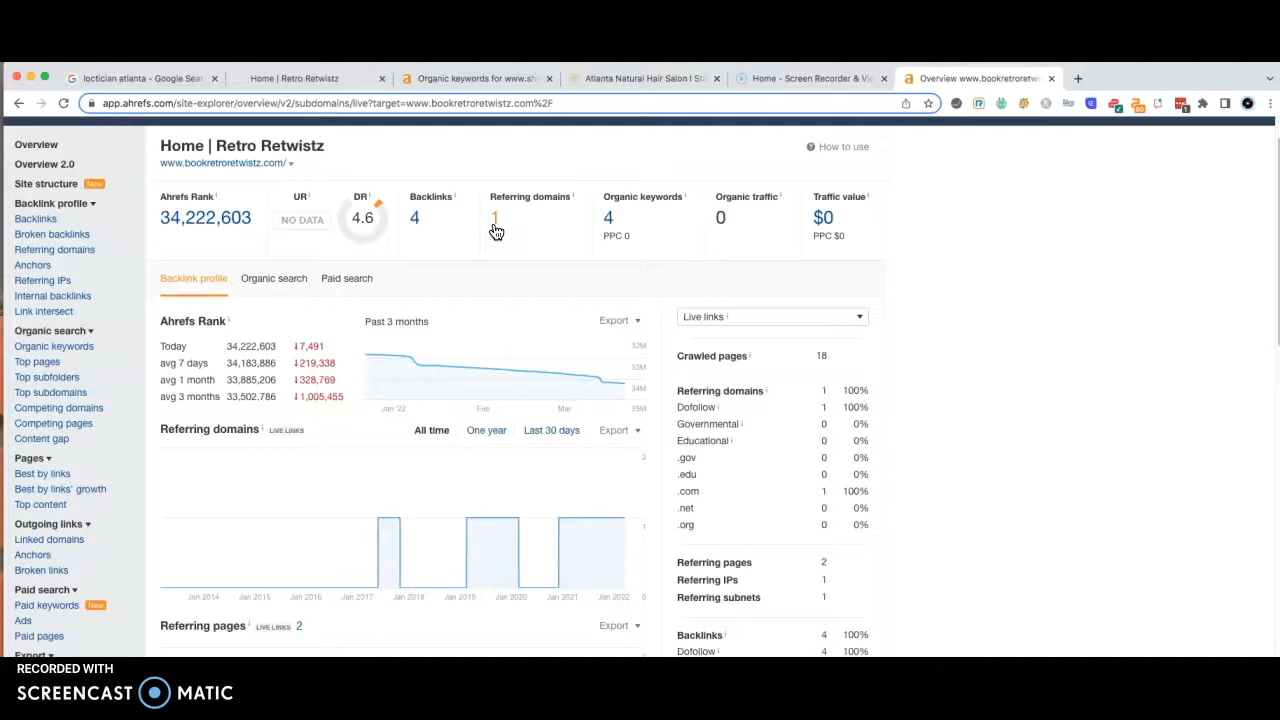 loctician atlanta - Google Sear
Home | Retro Retwistz
Organic keywords for www.sh
Atlanta Natural Hair Salon | Sta
Home - Screen Recorder & Vi
Overview www.bookretroretwi
app.ahrefs.com/site-explorer/overview/v2/subdomains/live?target=www.bookretroretwistz.com%2F
Overview
Overview 2.0
Site structure New
Backlink profile
Backlinks
Broken backlinks
Referring domains
Anchors
Referring IPs
Internal backlinks
Link intersect
Organic search
Organic keywords
Top pages
Top subfolders
Top subdomains
Competing domains
Competing pages
Content gap
Pages
Best by links
Best by links' growth
Top content
Outgoing links
Linked domains
Anchors
Broken links
Paid search
Paid keywords New
Ads
Paid pages
Export
Home | Retro Retwistz
How to use
www.bookretroretwistz.com/
Ahrefs Rank UR DR Backlinks Referring domains Organic keywords Organic traffic Traffic value
34,222,603 NO DATA 4.6 4 1 4 0 $0
PPC 0 PPC $0
Backlink profile Organic search Paid search
Ahrefs Rank Past 3 months Export
Today 34,222,603 ↓7,491
avg 7 days 34,183,886 ↓219,338
avg 1 month 33,885,206 ↓328,769
avg 3 months 33,502,786 ↓1,005,455
32M
33M
34M
35M
Jan '22 Feb Mar
Referring domains LIVE LINKS All time One year Last 30 days Export
2
1
0
Jan 2014 Jan 2015 Jan 2016 Jan 2017 Jan 2018 Jan 2019 Jan 2020 Jan 2021 Jan 2022
Referring pages LIVE LINKS 2 Export
Live links
Crawled pages 18
Referring domains 1 100%
Dofollow 1 100%
Governmental 0 0%
Educational 0 0%
.gov 0 0%
.edu 0 0%
.com 1 100%
.net 0 0%
.org 0 0%
Referring pages 2
Referring IPs 1
Referring subnets 1
Backlinks 4 100%
Dofollow 4 100%
RECORDED WITH
SCREENCAST MATIC